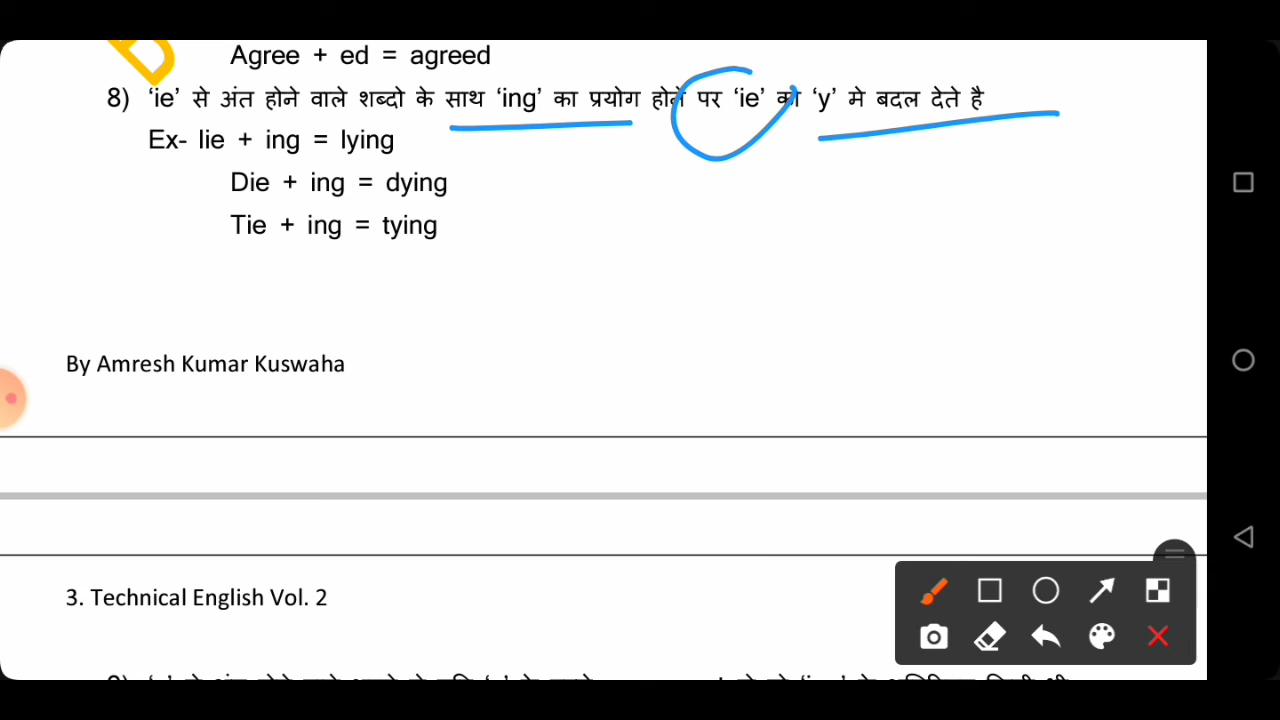 Agree + ed = agreed
8) ‘ie’ से अंत होने वाले शब्दो के साथ ‘ing’ का प्रयोग होने पर ‘ie’ को ‘y’ मे बदल देते है
Ex- lie + ing = lying
Die + ing = dying
Tie + ing = tying
By Amresh Kumar Kuswaha
3. Technical English Vol. 2